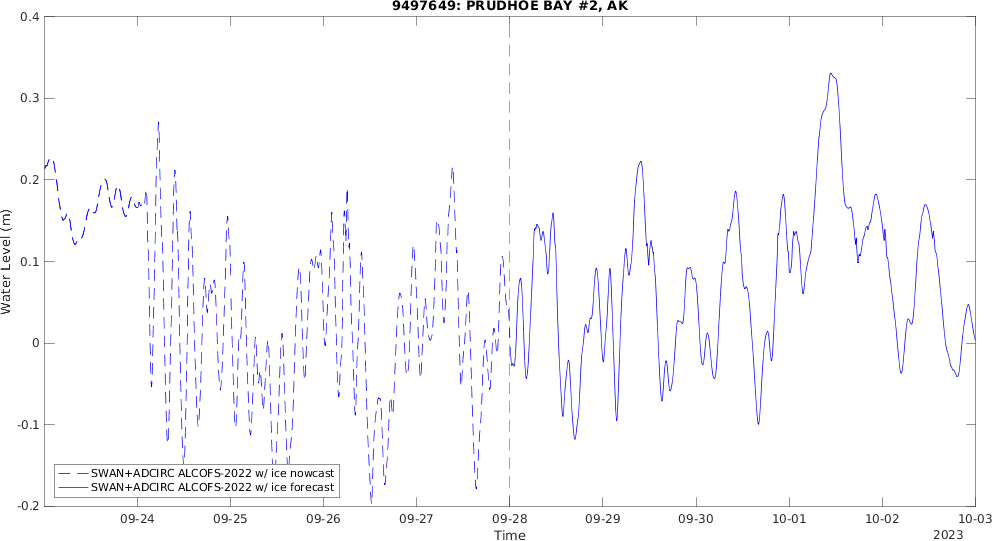 9497649: PRUDHOE BAY #2, AK
0.4
0.3
0.2
0.1
0
-0.1
-0.2
Water Level (m)
SWAN+ADCIRC ALCOFS-2022 w/ ice nowcast
SWAN+ADCIRC ALCOFS-2022 w/ ice forecast
09-24 09-25 09-26 09-27 09-28 09-29 09-30 10-01 10-02 10-03
Time
2023